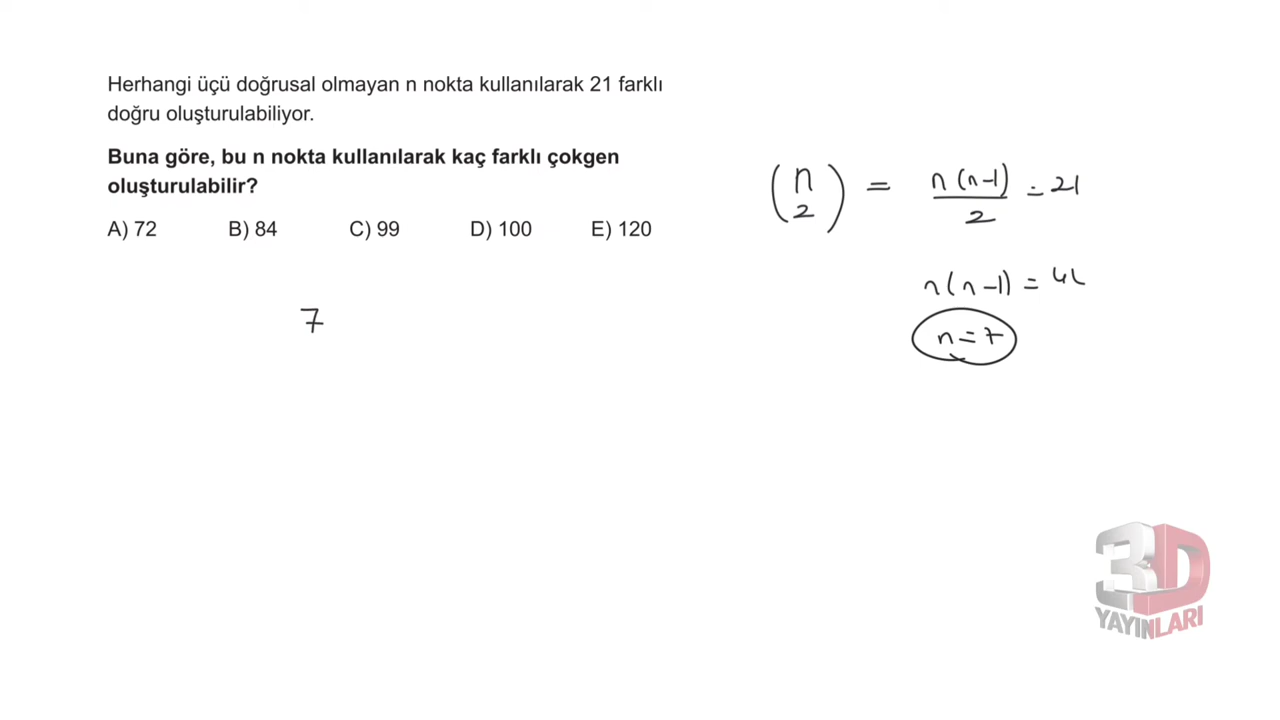 Herhangi üçü doğrusal olmayan n nokta kullanılarak 21 farklı
doğru oluşturulabiliyor.
Buna göre, bu n nokta kullanılarak kaç farklı çokgen
oluşturulabilir?
A) 72 B) 84 C) 99 D) 100 E) 120
(n 2) = n(n-1)/2 = 21
n(n-1) =
n=7
7
3D
YAYINLARI